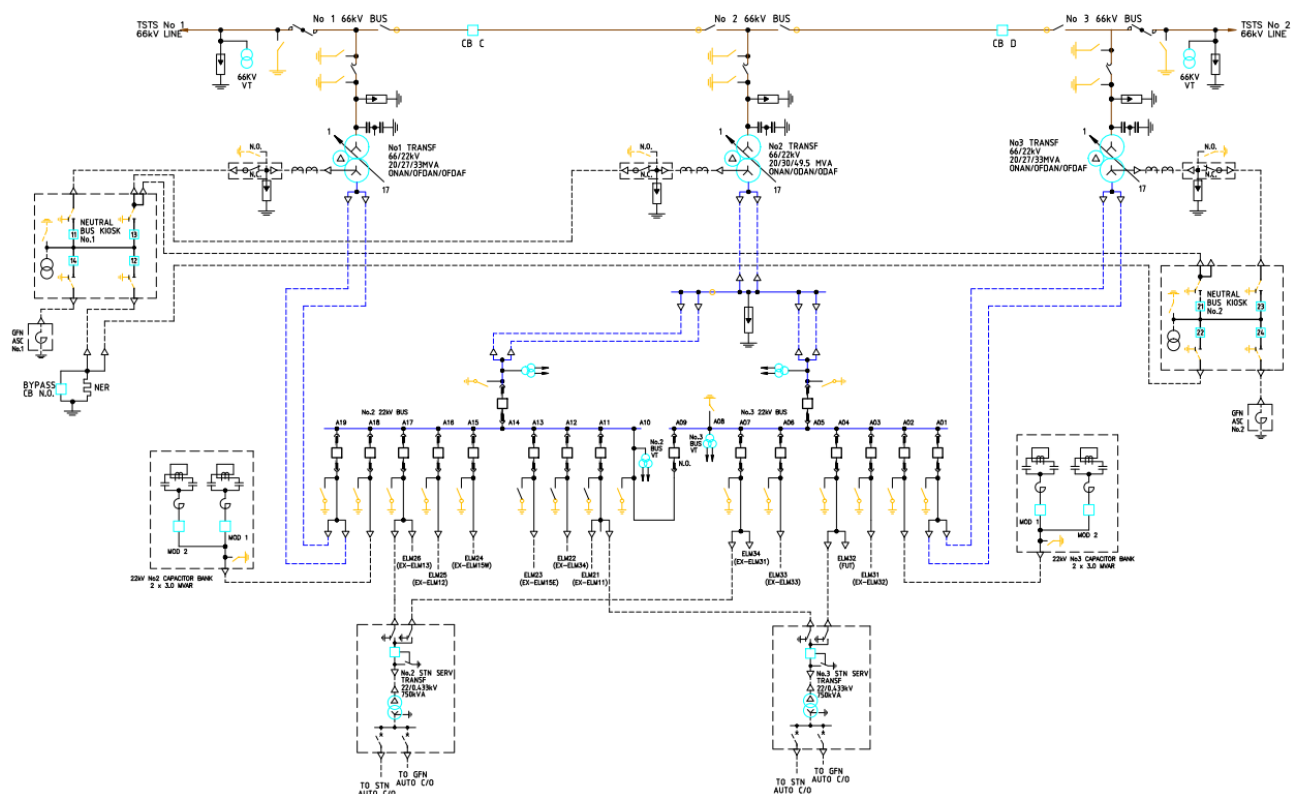 TSTS No 1
66kV LINE
No 1 66kV BUS
CB C
No 2 66kV BUS
CB D
No 3 66kV BUS
TSTS No 2
66kV LINE
66KV
VT
66KV
VT
1
No1 TRANSF
66/22kV
20/27/33MVA
ONAN/OFDAN/OFDAF
17
N.O.
N.C.
1
No2 TRANSF
66/22kV
20/30/49.5 MVA
ONAN/ODAN/ODAF
17
N.O.
N.C.
1
No3 TRANSF
66/22kV
20/27/33MVA
ONAN/OFDAN/OFDAF
17
N.O.
N.C.
NEUTRAL
BUS KIOSK
No.1
11
13
14
12
GFN
ASC
No.1
BYPASS
CB N.O.
NER
NEUTRAL
BUS KIOSK
No.2
21
23
22
24
GFN
ASC
No.2
No.2 22kV BUS
No.3 22kV BUS
A19
A18
A17
A16
A15
A14
A13
A12
A11
A10
A09
A08
A07
A06
A05
A04
A03
A02
A01
No.2
BUS
VT
N.O.
No.3
BUS
VT
MOD 2
MOD 1
22kV No2 CAPACITOR BANK
2 x 3.0 MVAR
MOD 1
MOD 2
22kV No3 CAPACITOR BANK
2 x 3.0 MVAR
ELM26
(EX-ELM13)
ELM25
(EX-ELM12)
ELM24
(EX-ELM15W)
ELM23
(EX-ELM15E)
ELM22
(EX-ELM34)
ELM21
(EX-ELM11)
ELM34
(EX-ELM31)
ELM33
(EX-ELM33)
ELM32
(FUT)
ELM31
(EX-ELM32)
No.2 STN SERV
TRANSF
22/0.433kV
750kVA
TO STN
AUTO C/O
TO GFN
AUTO C/O
No.3 STN SERV
TRANSF
22/0.433kV
750kVA
TO STN
AUTO C/O
TO GFN
AUTO C/O